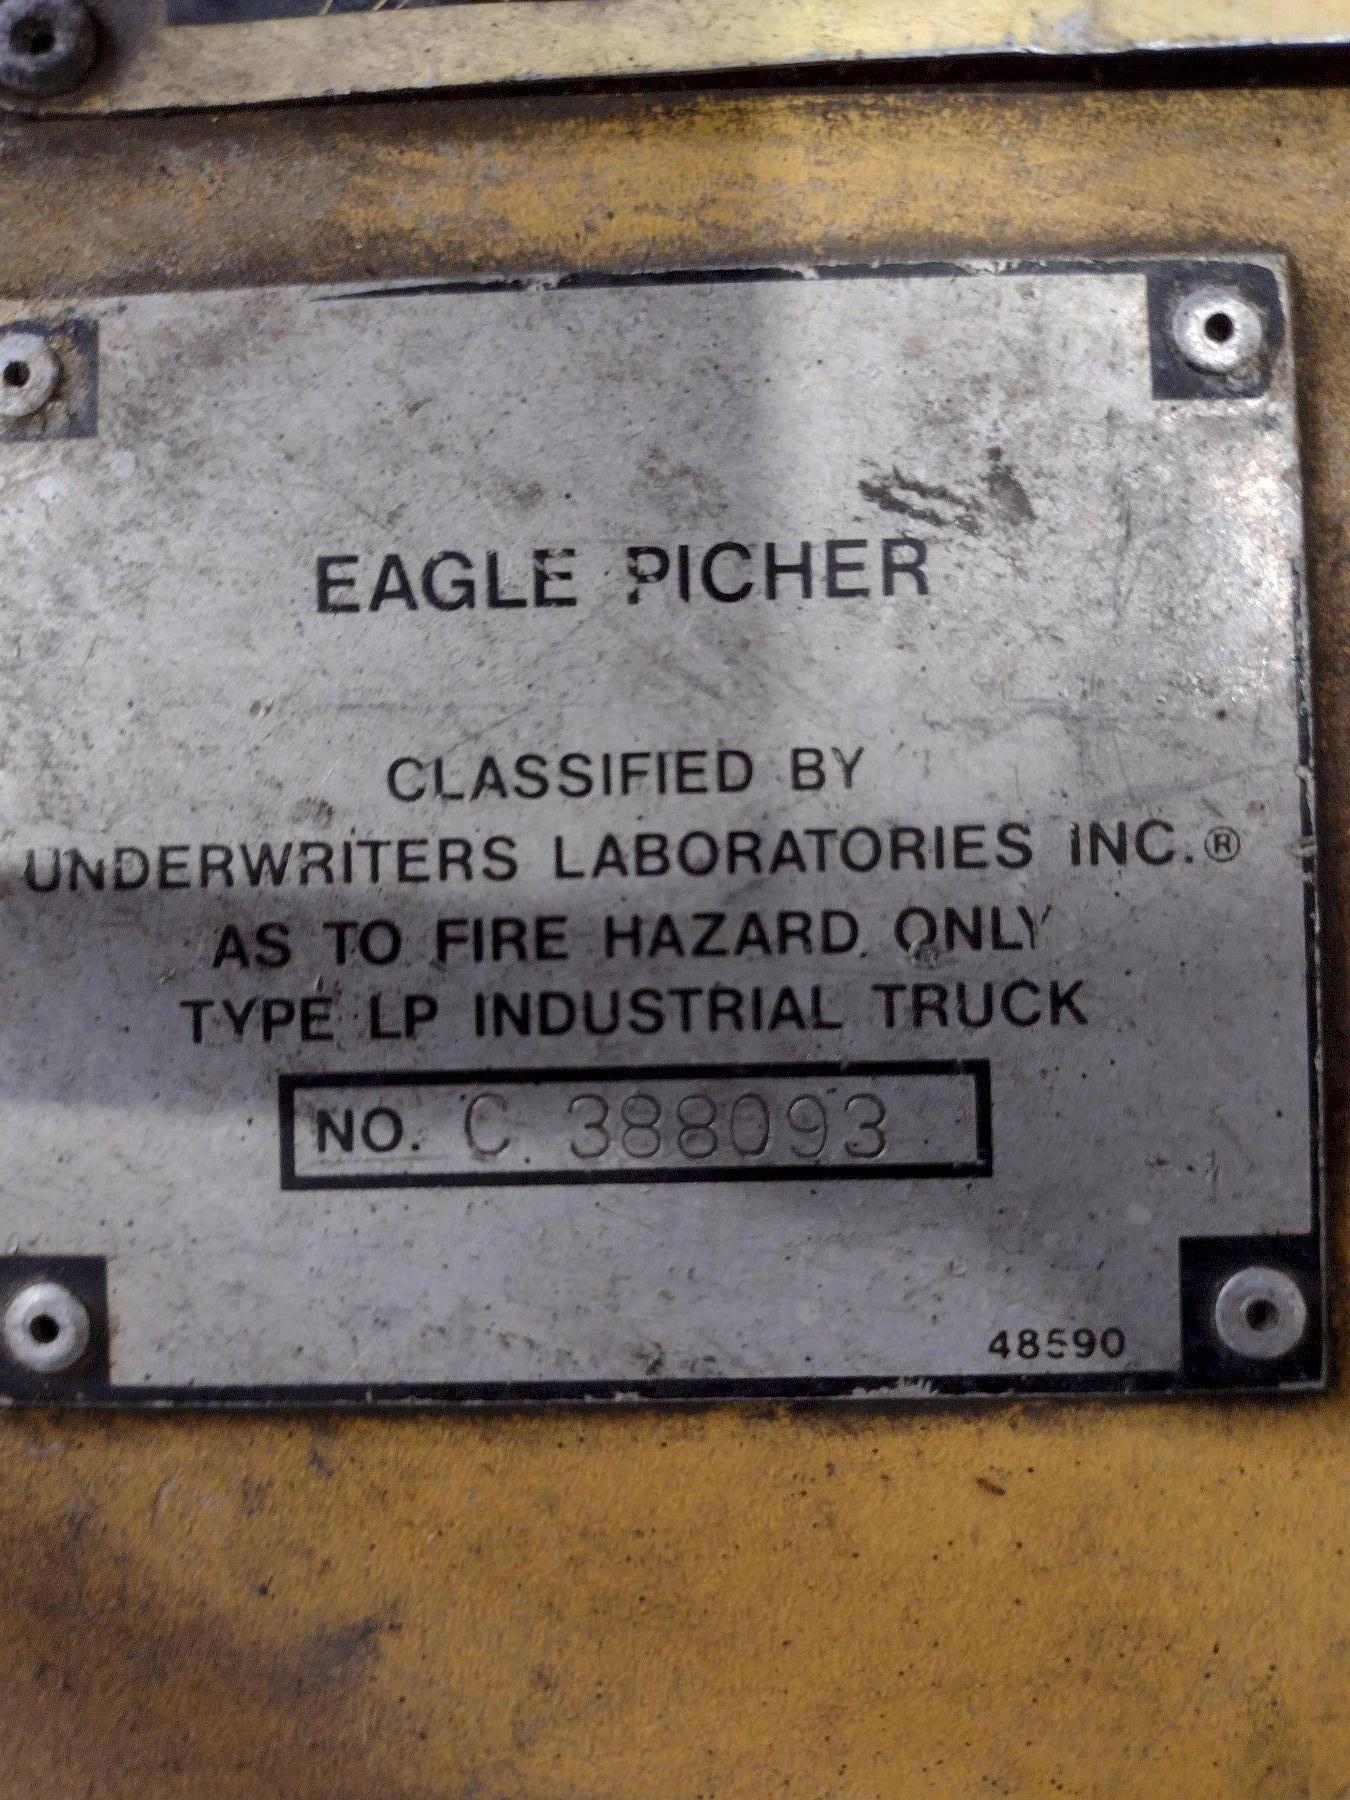 EAGLE PICHER
CLASSIFIED BY
UNDERWRITERS LABORATORIES INC.®
AS TO FIRE HAZARD ONLY
TYPE LP INDUSTRIAL TRUCK
NO. C 388093
48590